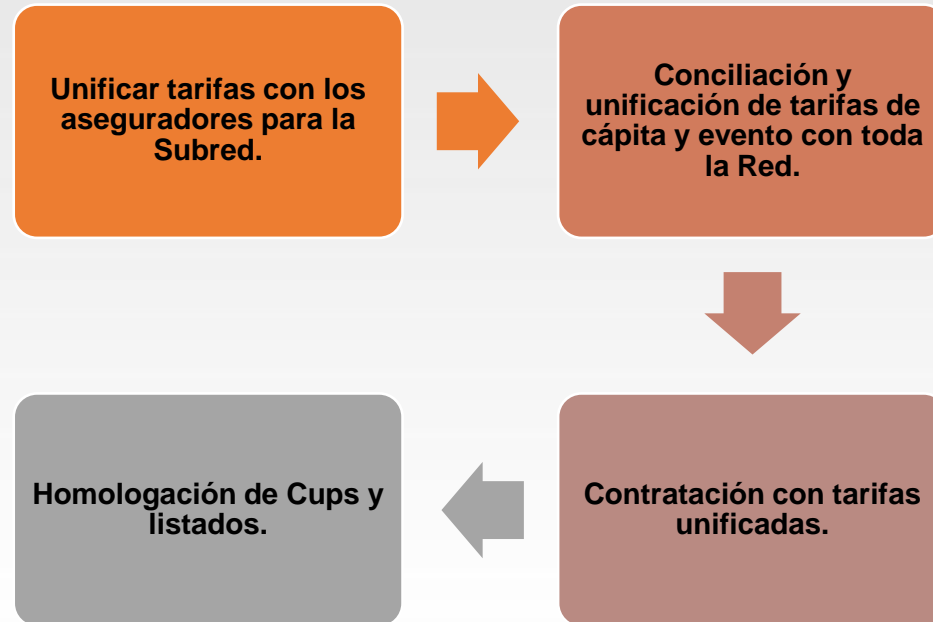 Unificar tarifas con los
aseguradores para la
Subred.
Conciliación y
unificación de tarifas de
cápita y evento con toda
la Red.
Contratación con tarifas
unificadas.
Homologación de Cups y
listados.